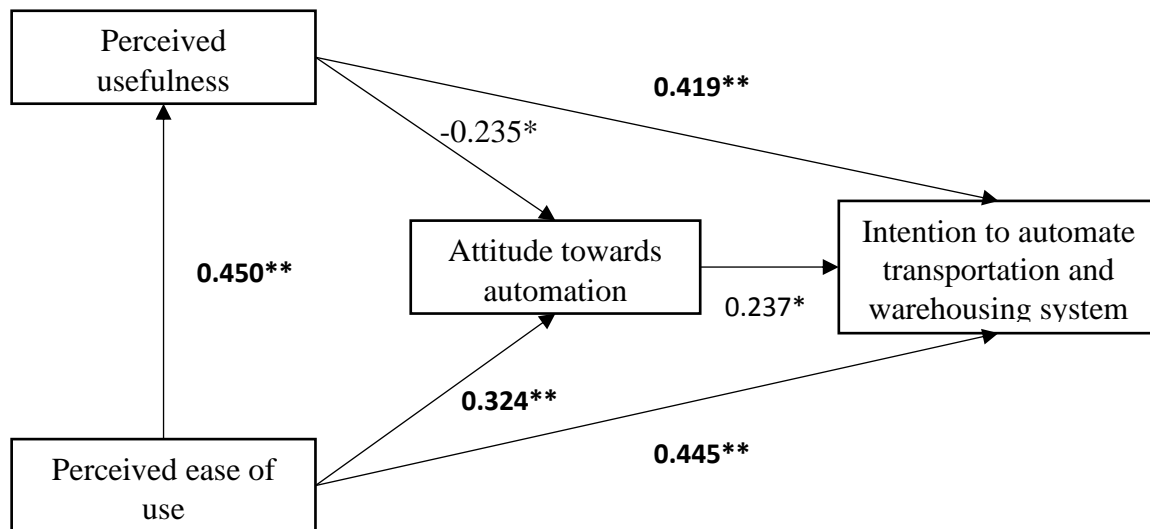 Perceived
usefulness
0.419**
-0.235*
Attitude towards
automation
Intention to automate
transportation and
warehousing system
0.450**
0.237*
0.324**
0.445**
Perceived ease of
use